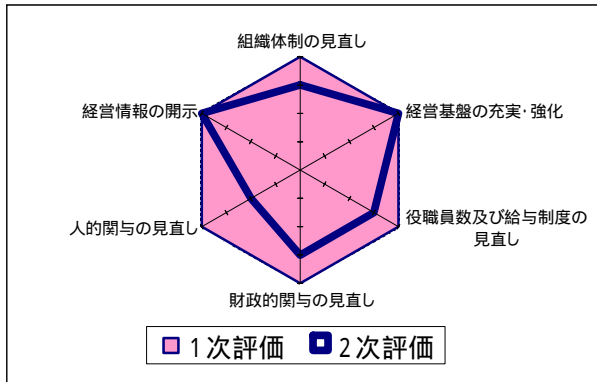 組織体制の見直し
経営情報の開示
経営基盤の充実・強化
人的関与の見直し
役職員数及び給与制度の
見直し
財政的関与の見直し
1次評価 2次評価